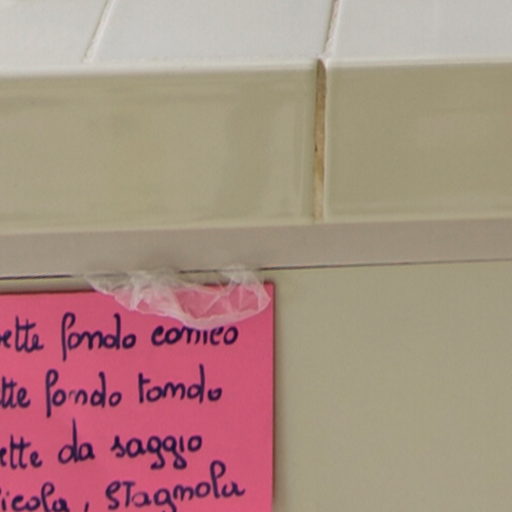 ette fondo conico
tte fondo tondo
ette da saggio
icola, STagnola